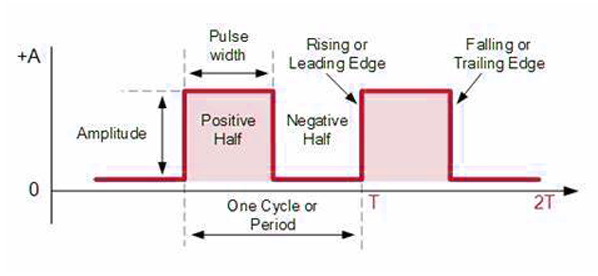 +A
Pulse
width
Rising or
Leading Edge
Falling or
Trailing Edge
Amplitude
Positive
Half
Negative
Half
0
One Cycle or
Period
T
2T